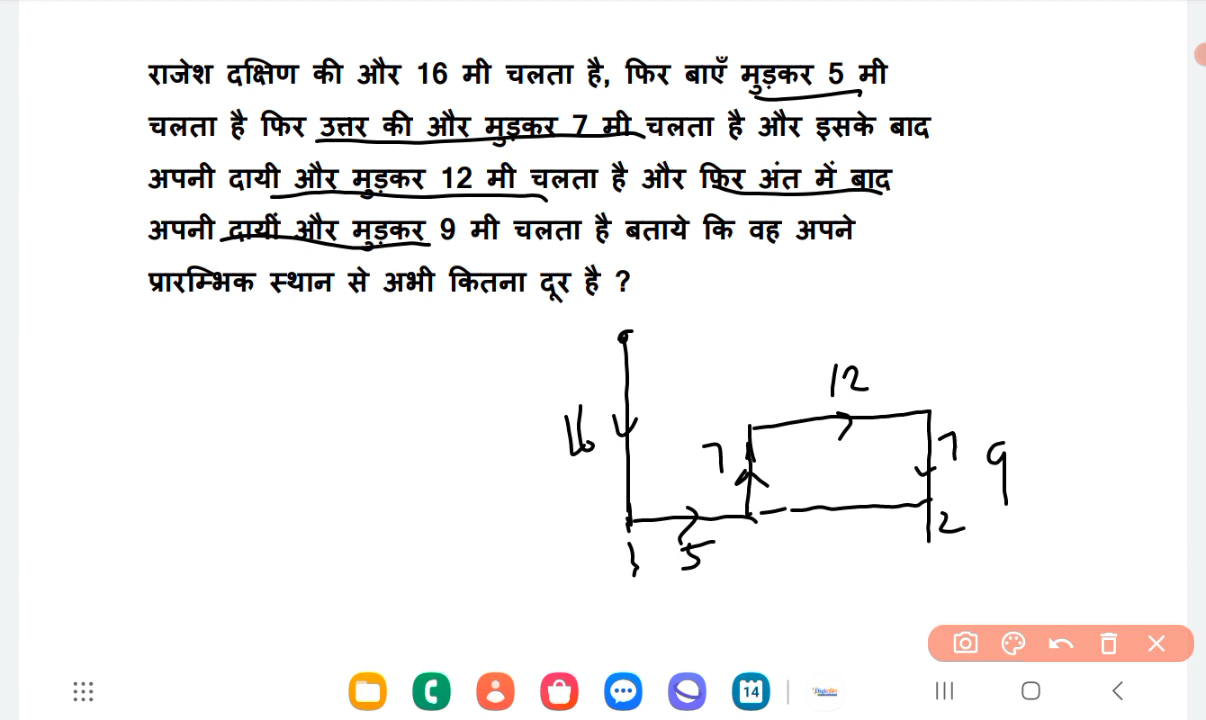 राजेश दक्षिण की और 16 मी चलता है, फिर बाएँ मुड़कर 5 मी
चलता है फिर उत्तर की और मुड़कर 7 मी चलता है और इसके बाद
अपनी दायी और मुड़कर 12 मी चलता है और फ़िर अंत में बाद
अपनी दायीं और मुड़कर 9 मी चलता है बताये कि वह अपने
प्रारम्भिक स्थान से अभी कितना दूर है ?
12
16
7
7
9
5
2
14